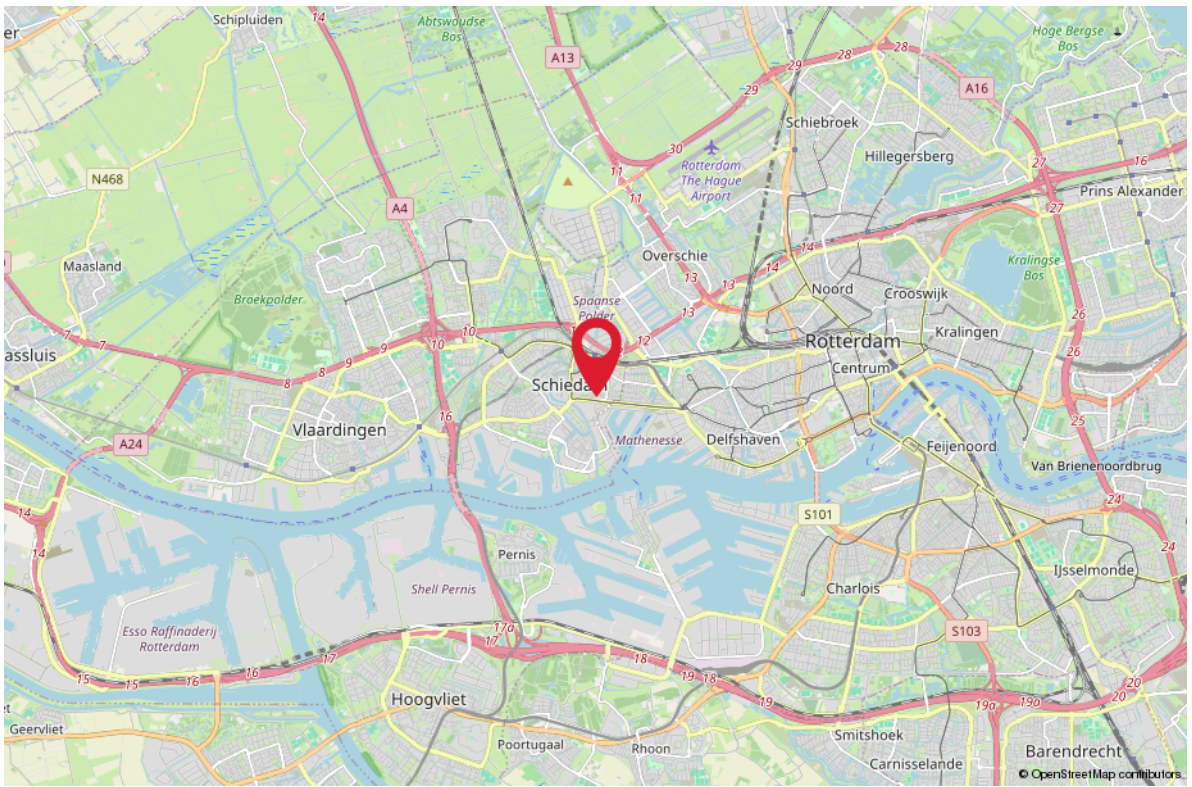 Schipluiden
14
Abtswoudse
Bos
Hoge Bergse
Bos
er
A13
28
28
29
A16
29
Schiebroek
30
Hillegersberg
Rotterdam
The Hague
Airport
27
16
11
11
N468
Prins Alexander
A4
27
Overschie
14
Kralingse
Bos
Maasland
14
13
13
Noord
Crooswijk
Broekpolder
Spaanse
Polder
13
26
7
7
10
10
12
Kralingen
Rotterdam
assluis
9
9
8
8
26
Centrum
Schiedam
16
25
Vlaardingen
Mathenesse
Delfshaven
Feijenoord
A24
Van Brienenoordbrug
24
14
14
S101
24
Pernis
IJsselmonde
Shell Pernis
Charlois
Esso Raffinaderij
Rotterdam
17a
17
S103
18
15
15
16
16
17
19
18
19
19a
19a
20
20
Hoogvliet
et
Geervliet
Poortugaal
Rhoon
Smitshoek
Carnisselande
Barendrecht
© OpenStreetMap contributors